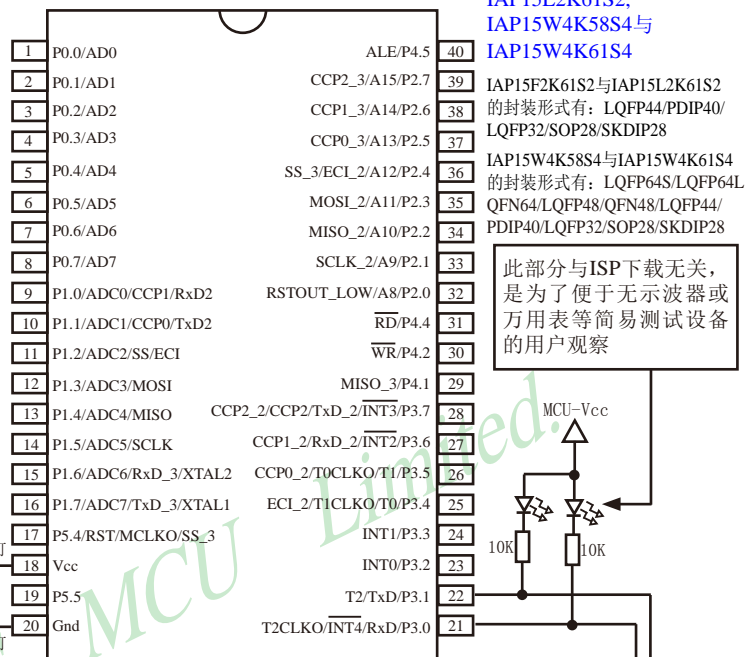 IAP15L2K61S2,
IAP15W4K58S4与
IAP15W4K61S4
IAP15F2K61S2与IAP15L2K61S2
的封装形式有：LQFP44/PDIP40/
LQFP32/SOP28/SKDIP28
IAP15W4K58S4与IAP15W4K61S4
的封装形式有：LQFP64S/LQFP64L
QFN64/LQFP48/QFN48/LQFP44/
PDIP40/LQFP32/SOP28/SKDIP28
此部分与ISP下载无关，
是为了便于无示波器或
万用表等简易测试设备
的用户观察
1 P0.0/AD0 ALE/P4.5 40
2 P0.1/AD1 CCP2_3/A15/P2.7 39
3 P0.2/AD2 CCP1_3/A14/P2.6 38
4 P0.3/AD3 CCP0_3/A13/P2.5 37
5 P0.4/AD4 SS_3/ECI_2/A12/P2.4 36
6 P0.5/AD5 MOSI_2/A11/P2.3 35
7 P0.6/AD6 MISO_2/A10/P2.2 34
8 P0.7/AD7 SCLK_2/A9/P2.1 33
9 P1.0/ADC0/CCP1/RxD2 RSTOUT_LOW/A8/P2.0 32
10 P1.1/ADC1/CCP0/TxD2 RD/P4.4 31
11 P1.2/ADC2/SS/ECI WR/P4.2 30
12 P1.3/ADC3/MOSI MISO_3/P4.1 29
13 P1.4/ADC4/MISO CCP2_2/CCP2/TxD_2/INT3/P3.7 28
14 P1.5/ADC5/SCLK CCP1_2/RxD_2/INT2/P3.6 27
15 P1.6/ADC6/RxD_3/XTAL2 CCP0_2/T0CLKO/T1/P3.5 26
16 P1.7/ADC7/TxD_3/XTAL1 ECI_2/T1CLKO/T0/P3.4 25
17 P5.4/RST/MCLKO/SS_3 INT1/P3.3 24
18 Vcc INT0/P3.2 23
19 P5.5 T2/TxD/P3.1 22
20 Gnd T2CLKO/INT4/RxD/P3.0 21
MCU-Vcc
10K 10K
MCU Limited.